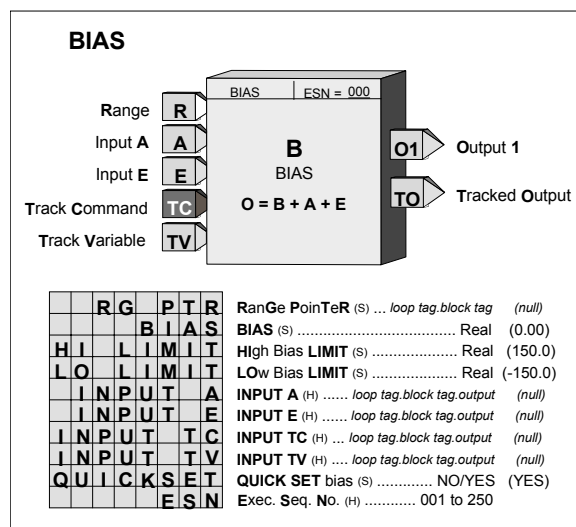 BIAS
BIAS ESN = 000
Range R
Input A A
Input E E
Track Command TC
Track Variable TV
B
BIAS
O = B + A + E
O1 Output 1
TO Tracked Output
RG PTR RanGe PoinTeR (S) ... loop tag.block tag (null)
BIAS BIAS (S) ..................................... Real (0.00)
HI LIMIT HIgh Bias LIMIT (S) ................... Real (150.0)
LO LIMIT LOw Bias LIMIT (S) ................... Real (-150.0)
INPUT A INPUT A (H) ...... loop tag.block tag.output (null)
INPUT E INPUT E (H) ...... loop tag.block tag.output (null)
INPUT TC INPUT TC (H) ... loop tag.block tag.output (null)
INPUT TV INPUT TV (H) .... loop tag.block tag.output (null)
QUICKSET QUICK SET bias (S) ............. NO/YES (YES)
ESN Exec. Seq. No. (H) ............ 001 to 250